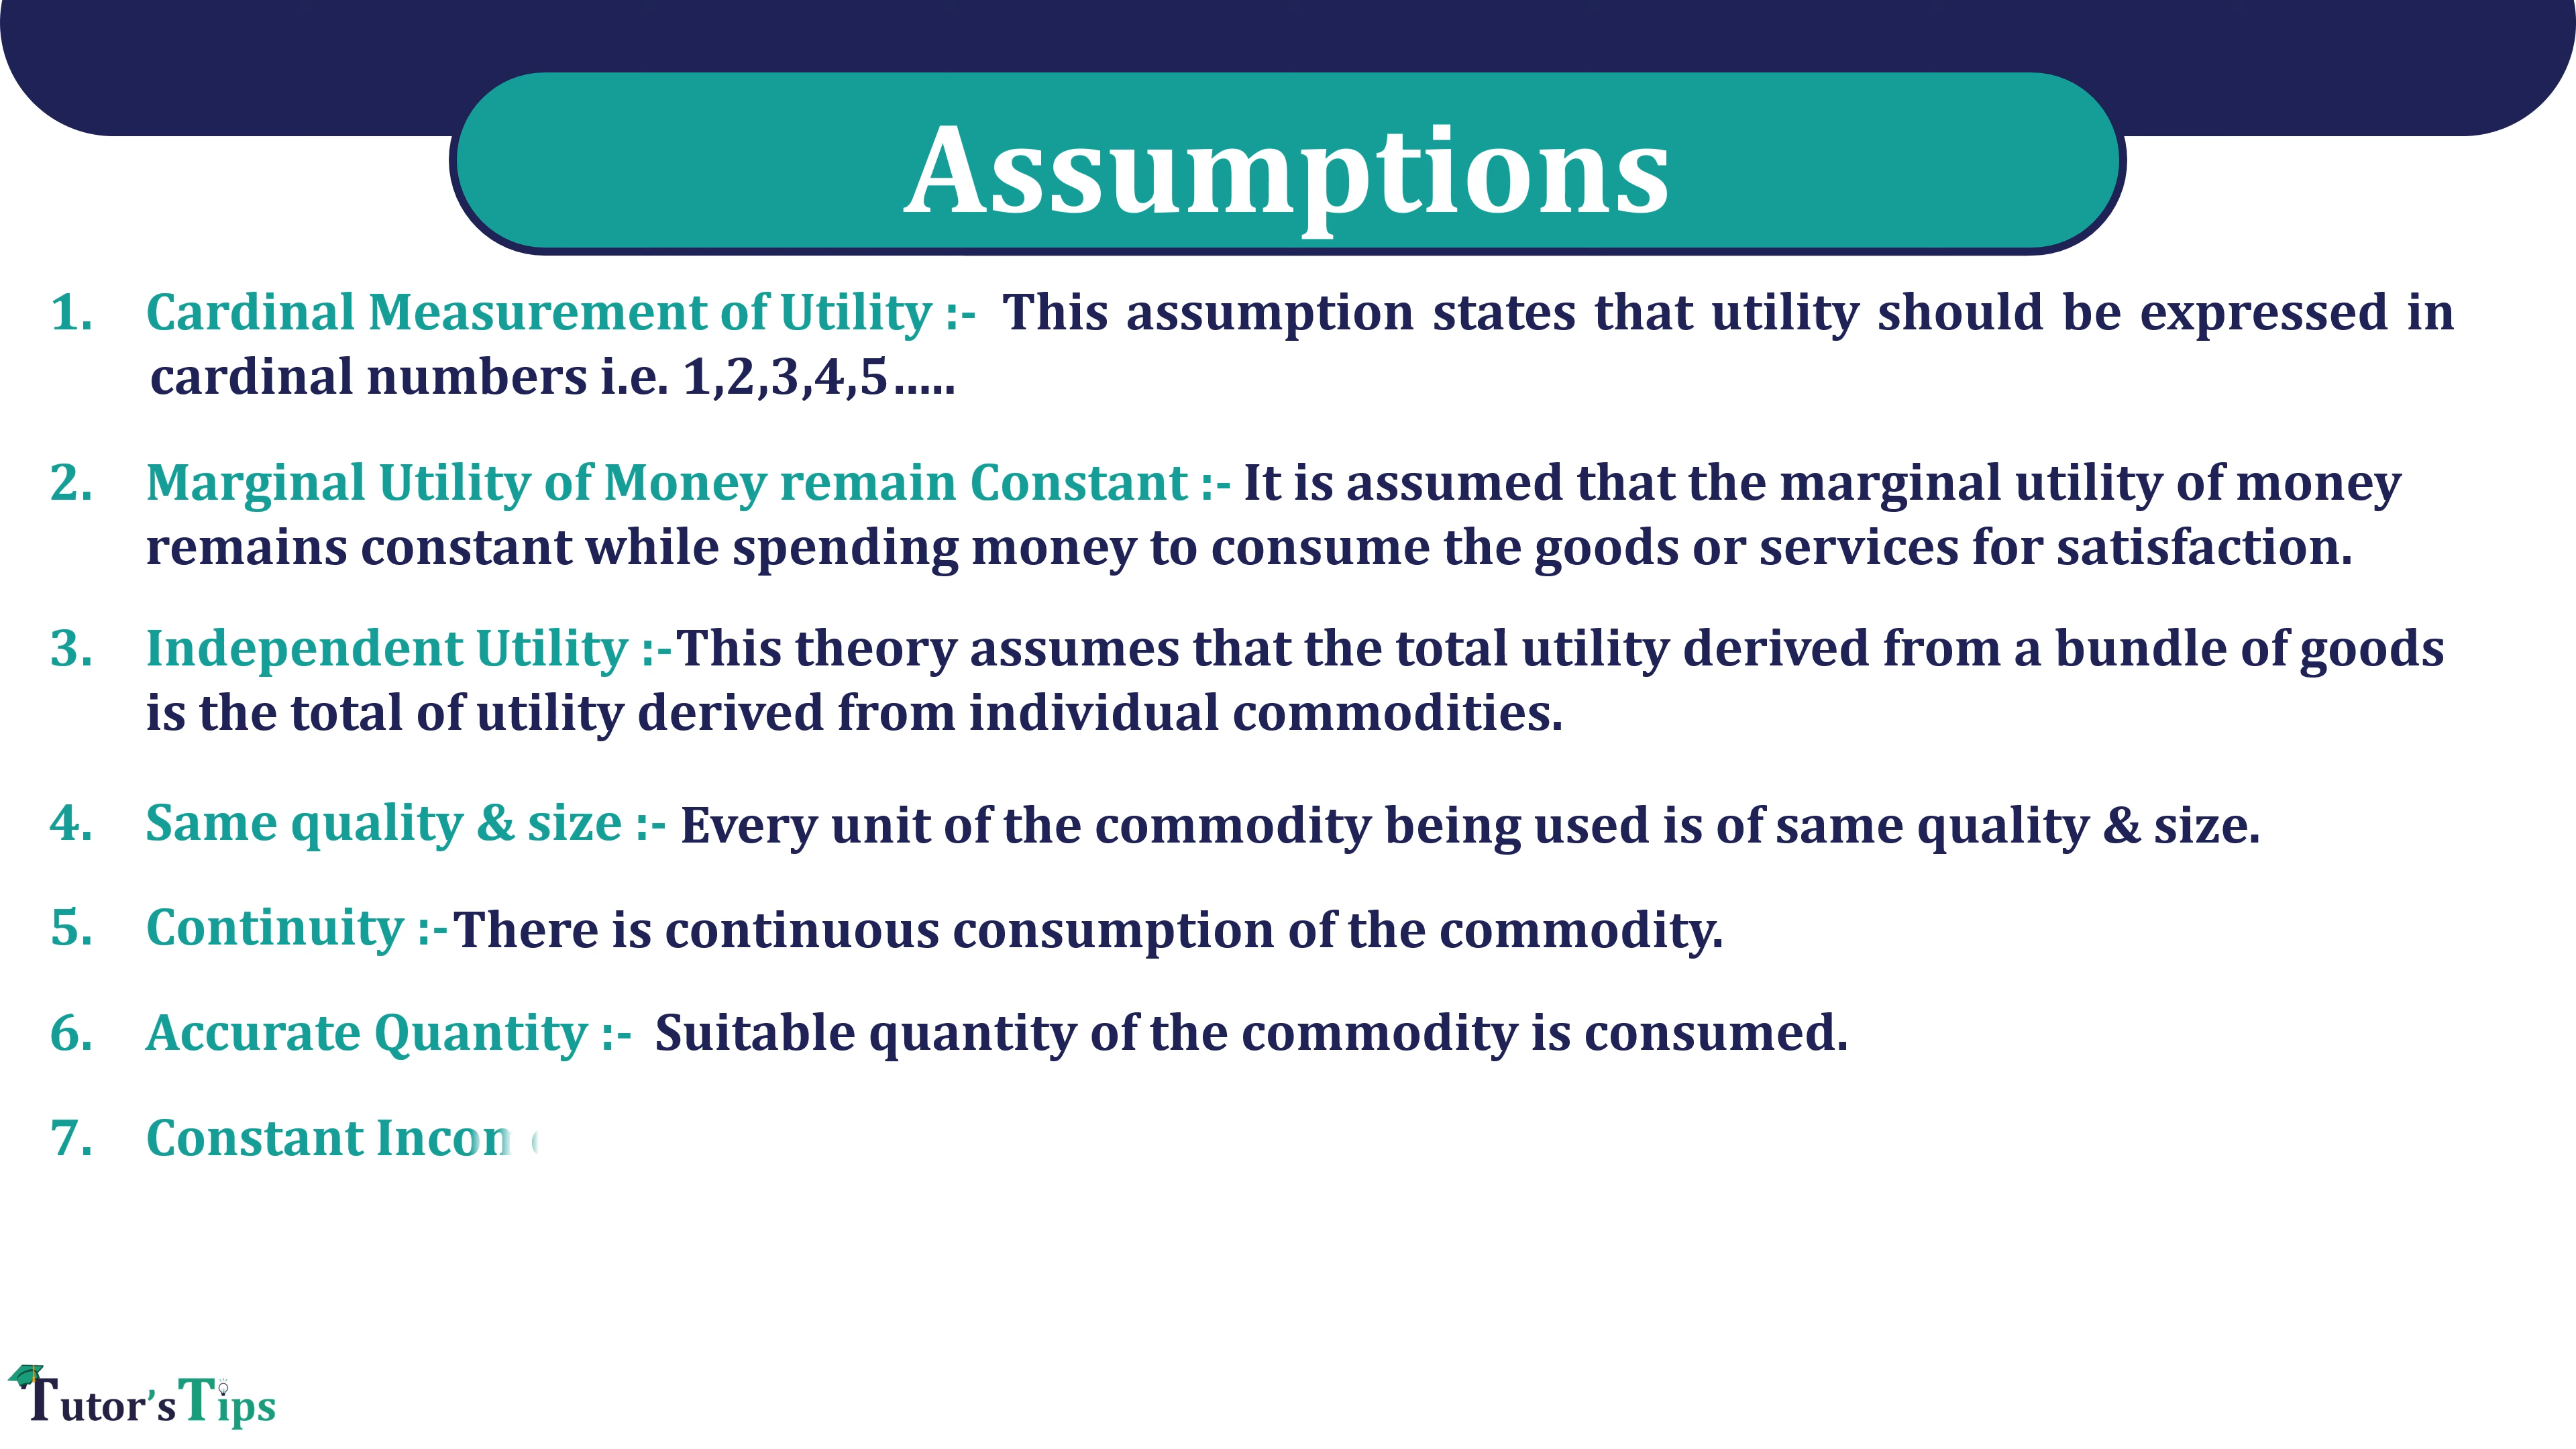 Assumptions
1. Cardinal Measurement of Utility :- This assumption states that utility should be expressed in
cardinal numbers i.e. 1,2,3,4,5.....
2. Marginal Utility of Money remain Constant :- It is assumed that the marginal utility of money
remains constant while spending money to consume the goods or services for satisfaction.
3. Independent Utility :-This theory assumes that the total utility derived from a bundle of goods
is the total of utility derived from individual commodities.
4. Same quality & size :- Every unit of the commodity being used is of same quality & size.
5. Continuity :-There is continuous consumption of the commodity.
6. Accurate Quantity :- Suitable quantity of the commodity is consumed.
7. Constant
Tutor's Tips